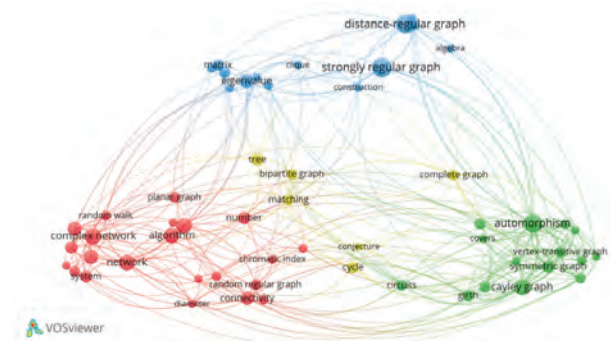 distance-regular graph
algebra
matrix
clique
strongly regular graph
eigenvalue
construction
tree
bipartite graph
complete graph
planar graph
matching
random walk
number
automorphism
complex network
algorithm
covers
conjecture
vertex-transitive graph
chromatic index
network
cycle
symmetric graph
system
random regular graph
circuits
cayley graph
girth
connectivity
diameter
VOSviewer